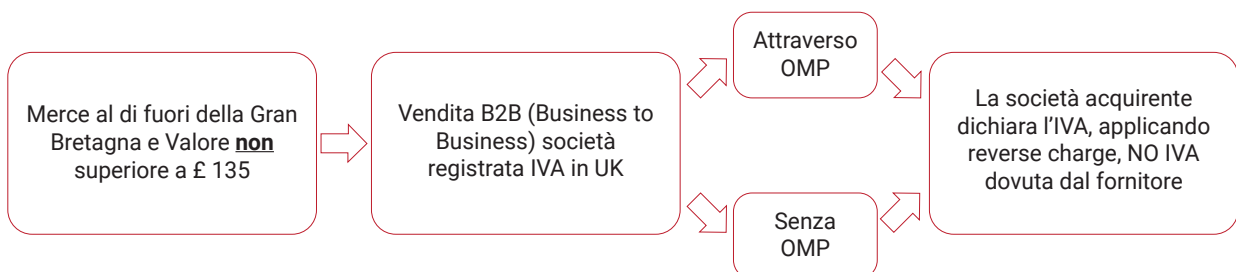 Merce al di fuori della Gran
Bretagna e Valore non
superiore a £ 135
Vendita B2B (Business to
Business) società
registrata IVA in UK
Attraverso
OMP
Senza
OMP
La società acquirente
dichiara l'IVA, applicando
reverse charge, NO IVA
dovuta dal fornitore